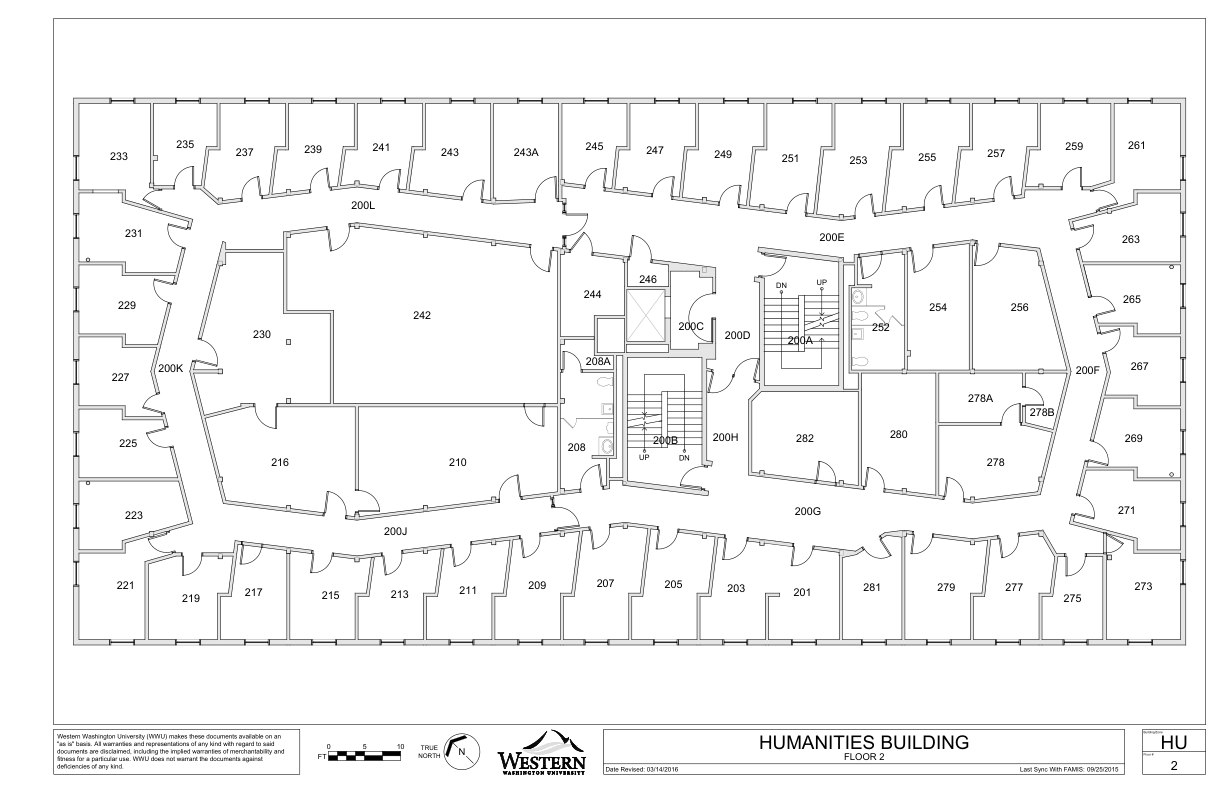 233
235
237
239
241
243
243A
245
247
249
251
253
255
257
259
261
200L
200E
231
263
229
242
244
246
200C
200D
DN
UP
200A
252
254
256
265
230
227
200K
208A
200F
267
225
216
210
208
200B
UP
DN
200H
282
280
278A
278B
278
269
223
200J
200G
271
221
219
217
215
213
211
209
207
205
203
201
281
279
277
275
273
Western Washington University (WWU) makes these documents available on an
"as is" basis. All warranties and representations of any kind with regard to said
documents are disclaimed, including the implied warranties of merchantability and
fitness for a particular use. WWU does not warrant the documents against
deficiencies of any kind.
0 5 10
FT
TRUE
NORTH
N
WESTERN
WASHINGTON UNIVERSITY
HUMANITIES BUILDING
FLOOR 2
Date Revised: 03/14/2016
Last Sync With FAMIS: 09/25/2015
HU
2